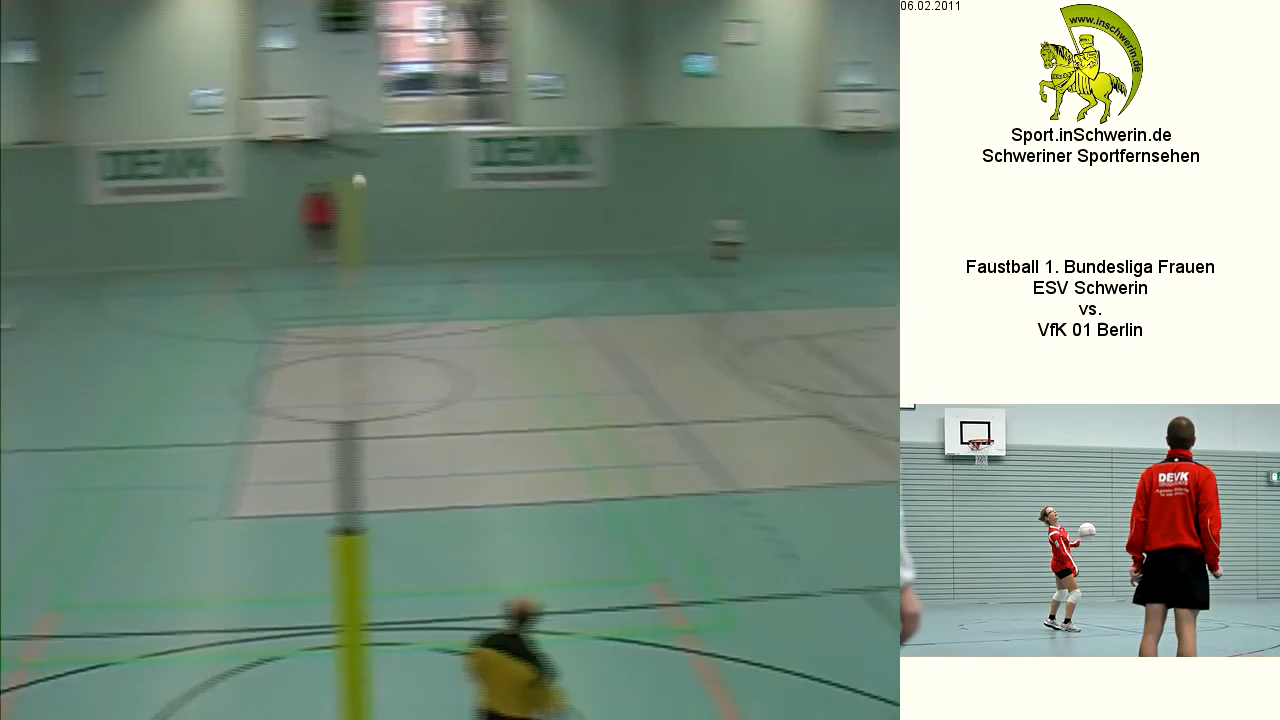 06.02.2011
www.inschwerin.de
Sport.inSchwerin.de
Schweriner Sportfernsehen
Faustball 1. Bundesliga Frauen
ESV Schwerin
vs.
VfK 01 Berlin
DEVK
DEVK
DEVK